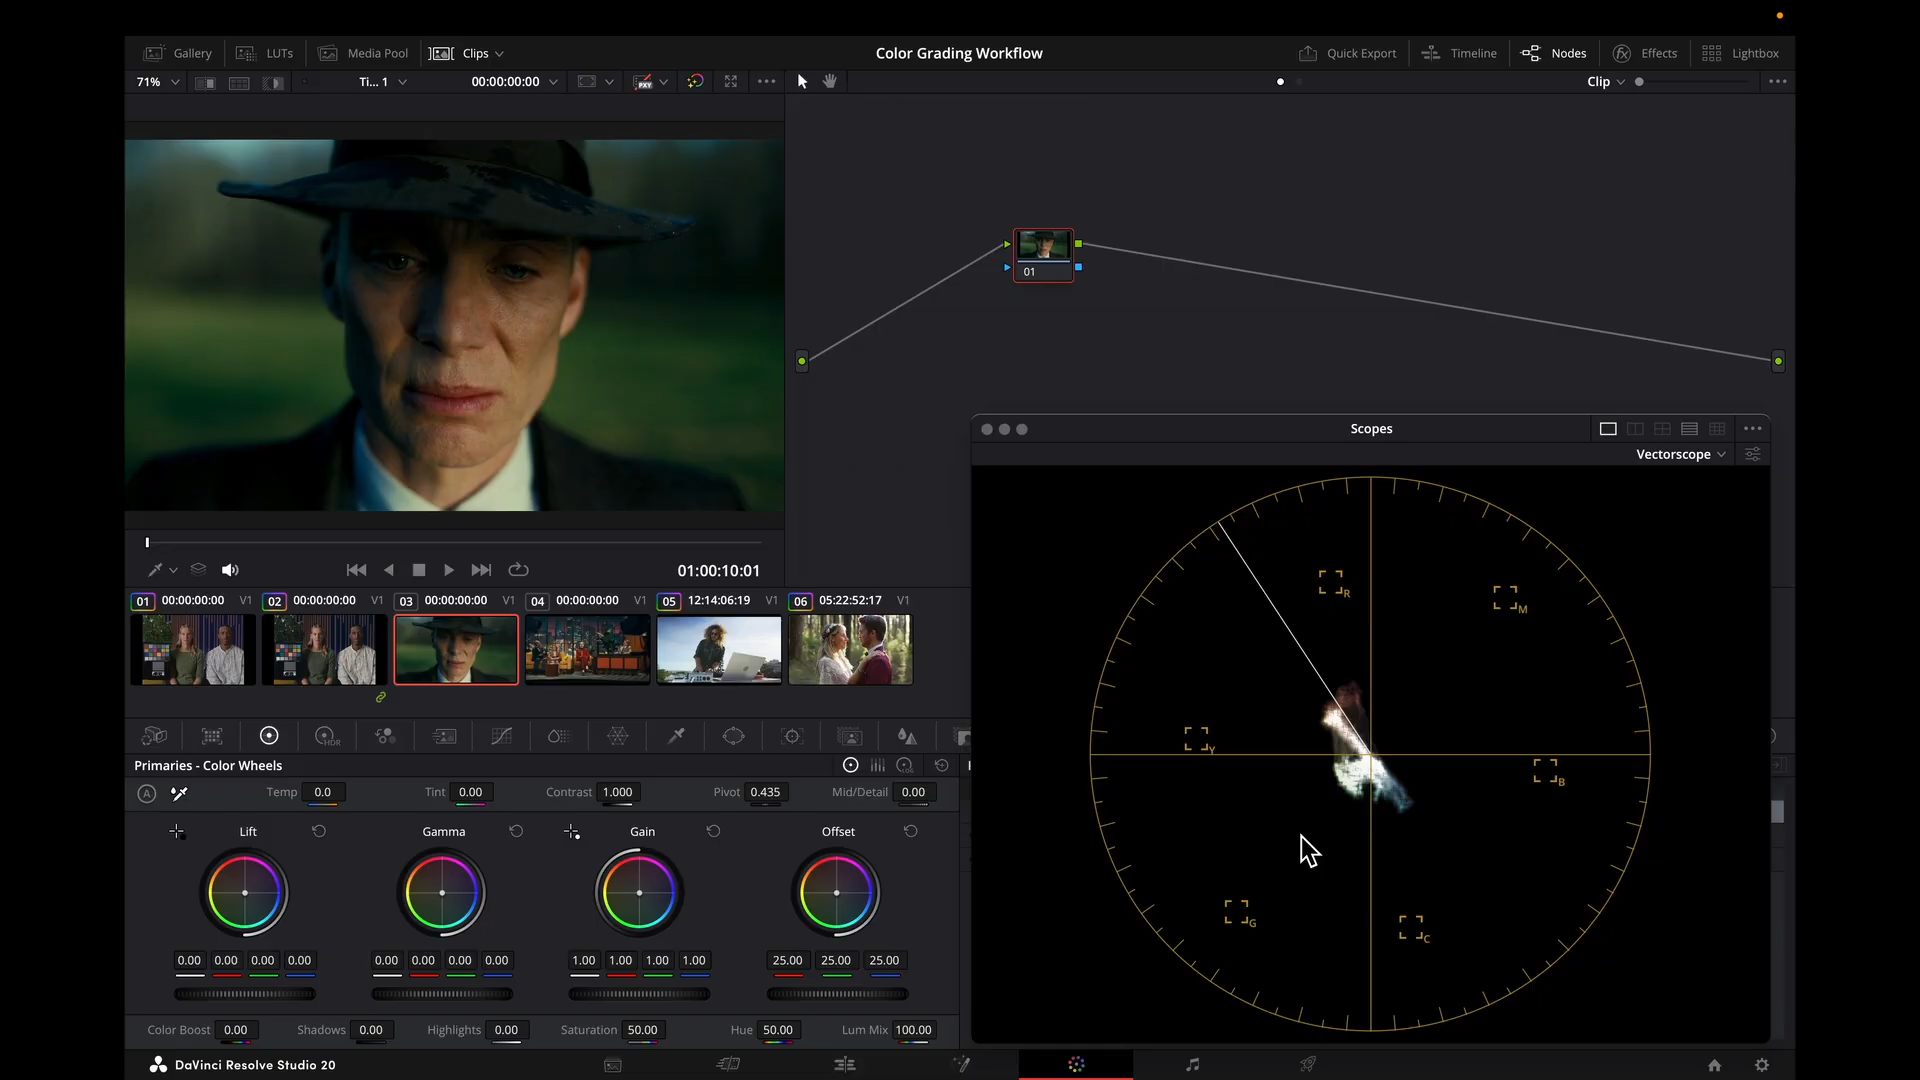 Gallery LUTs Media Pool Clips Color Grading Workflow Quick Export Timeline Nodes Effects Lightbox
71% Ti... 1 00:00:00:00 PXY Clip
01
Scopes
Vectorscope
R
M
Y
B
G
C
01:00:10:01
01 00:00:00:00 V1 02 00:00:00:00 V1 03 00:00:00:00 V1 04 00:00:00:00 V1 05 12:14:06:19 V1 06 05:22:52:17 V1
HDR
Primaries - Color Wheels LOG
A Temp 0.0 Tint 0.00 Contrast 1.000 Pivot 0.435 Mid/Detail 0.00
Lift Gamma Gain Offset
0.00 0.00 0.00 0.00 0.00 0.00 0.00 0.00 1.00 1.00 1.00 1.00 25.00 25.00 25.00
Color Boost 0.00 Shadows 0.00 Highlights 0.00 Saturation 50.00 Hue 50.00 Lum Mix 100.00
DaVinci Resolve Studio 20